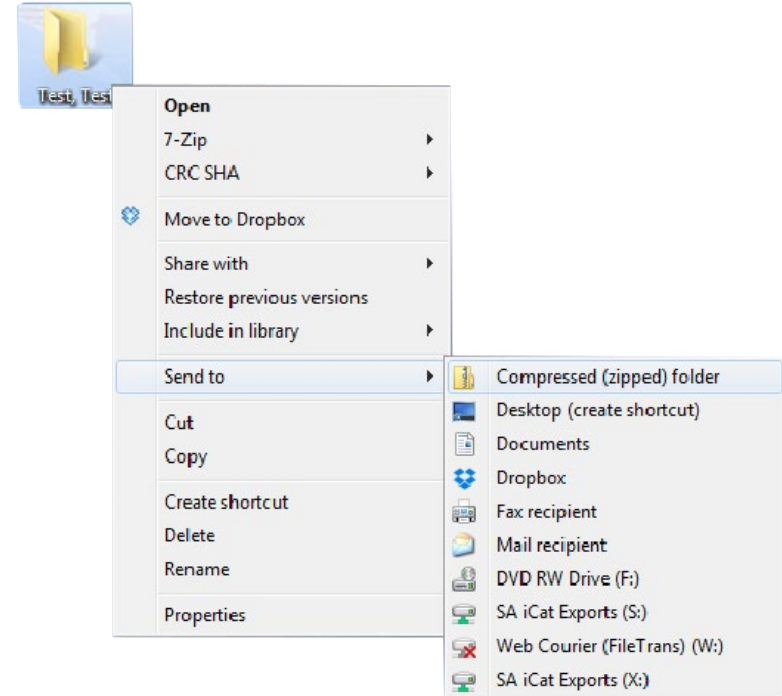 Test, Test
Open
7-Zip
CRC SHA
Move to Dropbox
Share with
Restore previous versions
Include in library
Send to
Cut
Copy
Create shortcut
Delete
Rename
Properties
Compressed (zipped) folder
Desktop (create shortcut)
Documents
Dropbox
Fax recipient
Mail recipient
DVD RW Drive (F:)
SA iCat Exports (S:)
Web Courier (FileTrans) (W:)
SA iCat Exports (X:)